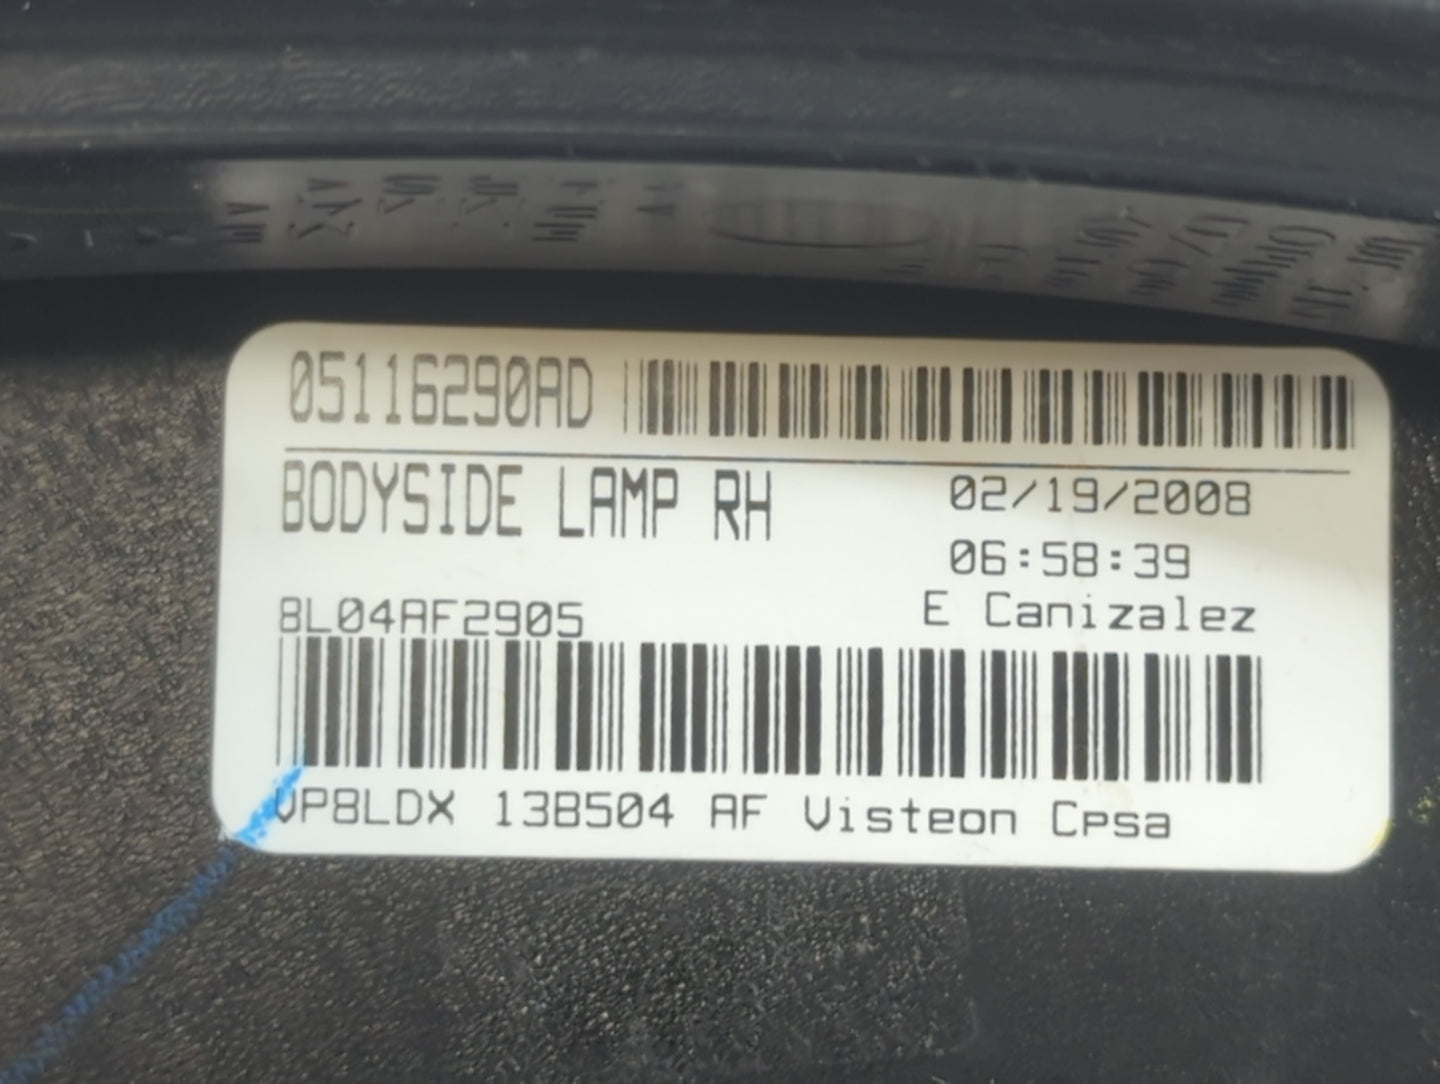 05116290AD
BODYSIDE LAMP RH
02/19/2008
06:58:39
8L04AF2905
E Canizalez
VP8LDX 13B504 AF Visteon Cpsa